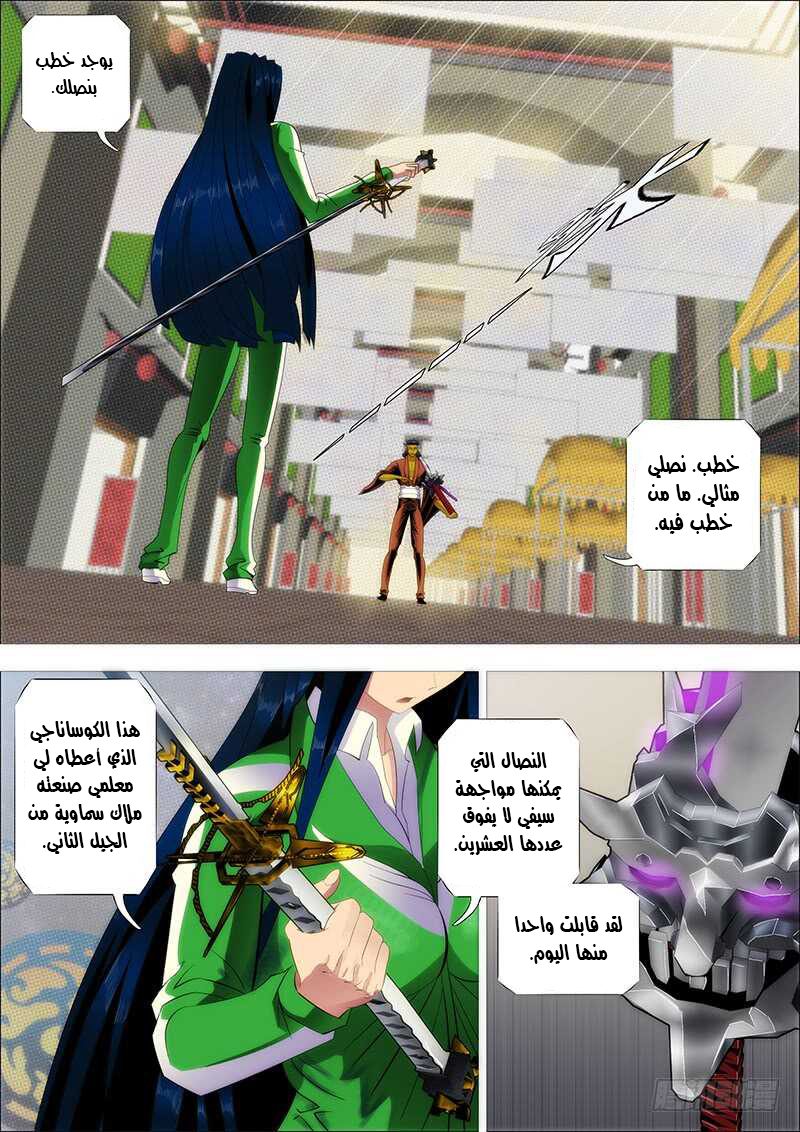 يوجد خطب
بنصلك.
خطب. نصلي
مثالي. ما من
خطب فيه.
النصال التي
يمكنها مواجهة
سيفي لا يفوق
عددها العشرين.
لقد قابلت واحدا
منها اليوم.
هذا الكوساناجي
الذي أعطاه لي
معلمي صنعته
ملاك سماوية من
الجيل الثاني.